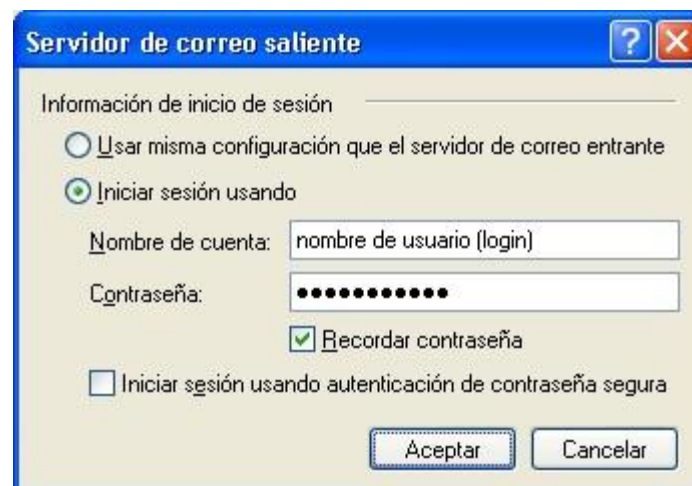 Servidor de correo saliente
Información de inicio de sesión
Usar misma configuración que el servidor de correo entrante
Iniciar sesión usando
Nombre de cuenta: nombre de usuario (login)
Contraseña: ●●●●●●●●●●●
Recordar contraseña
Iniciar sesión usando autenticación de contraseña segura
Aceptar Cancelar